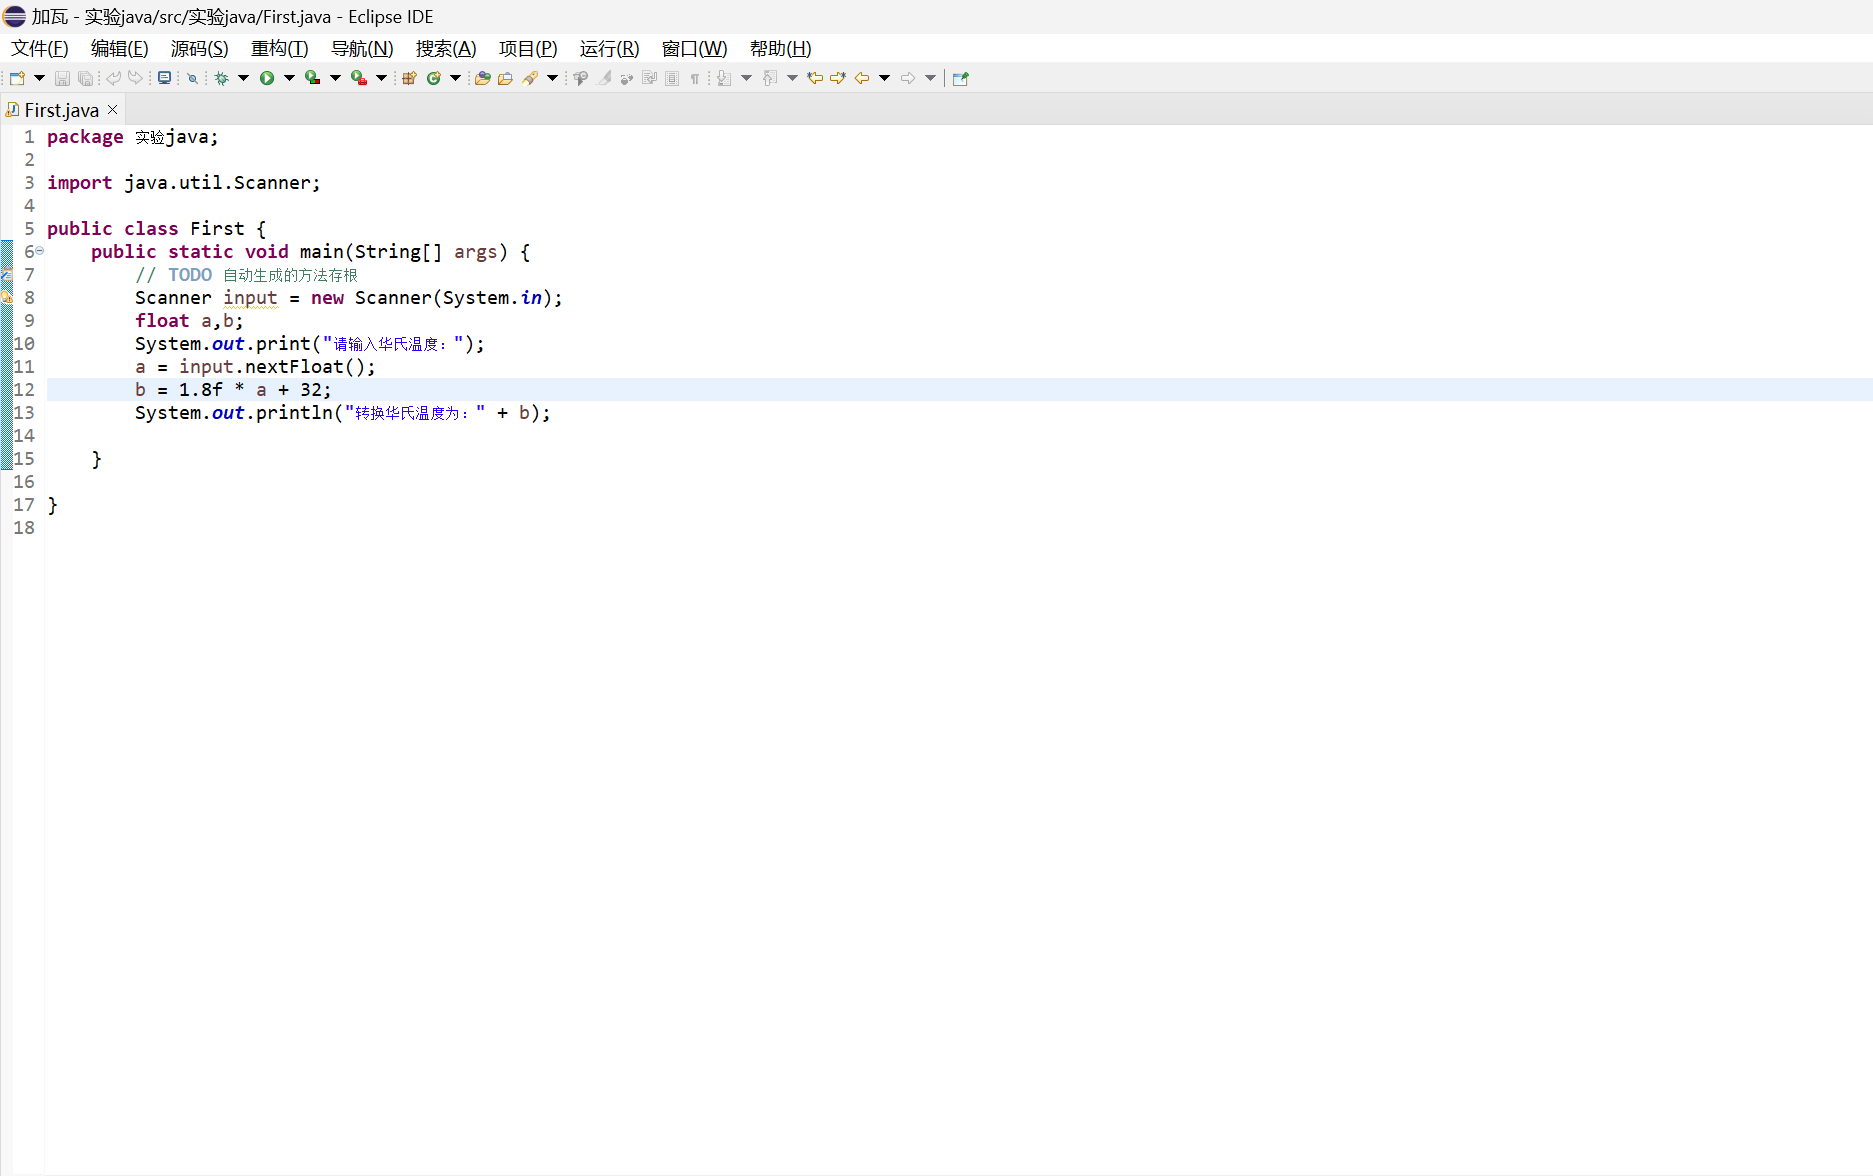 加瓦 - 实验java/src/实验java/First.java - Eclipse IDE
文件(F) 编辑(E) 源码(S) 重构(T) 导航(N) 搜索(A) 项目(P) 运行(R) 窗口(W) 帮助(H)
First.java
1 package 实验java;
2
3 import java.util.Scanner;
4
5 public class First {
6     public static void main(String[] args) {
7         // TODO 自动生成的方法存根
8         Scanner input = new Scanner(System.in);
9         float a,b;
10         System.out.print("请输入华氏温度：");
11         a = input.nextFloat();
12         b = 1.8f * a + 32;
13         System.out.println("转换华氏温度为：" + b);
14
15     }
16
17 }
18